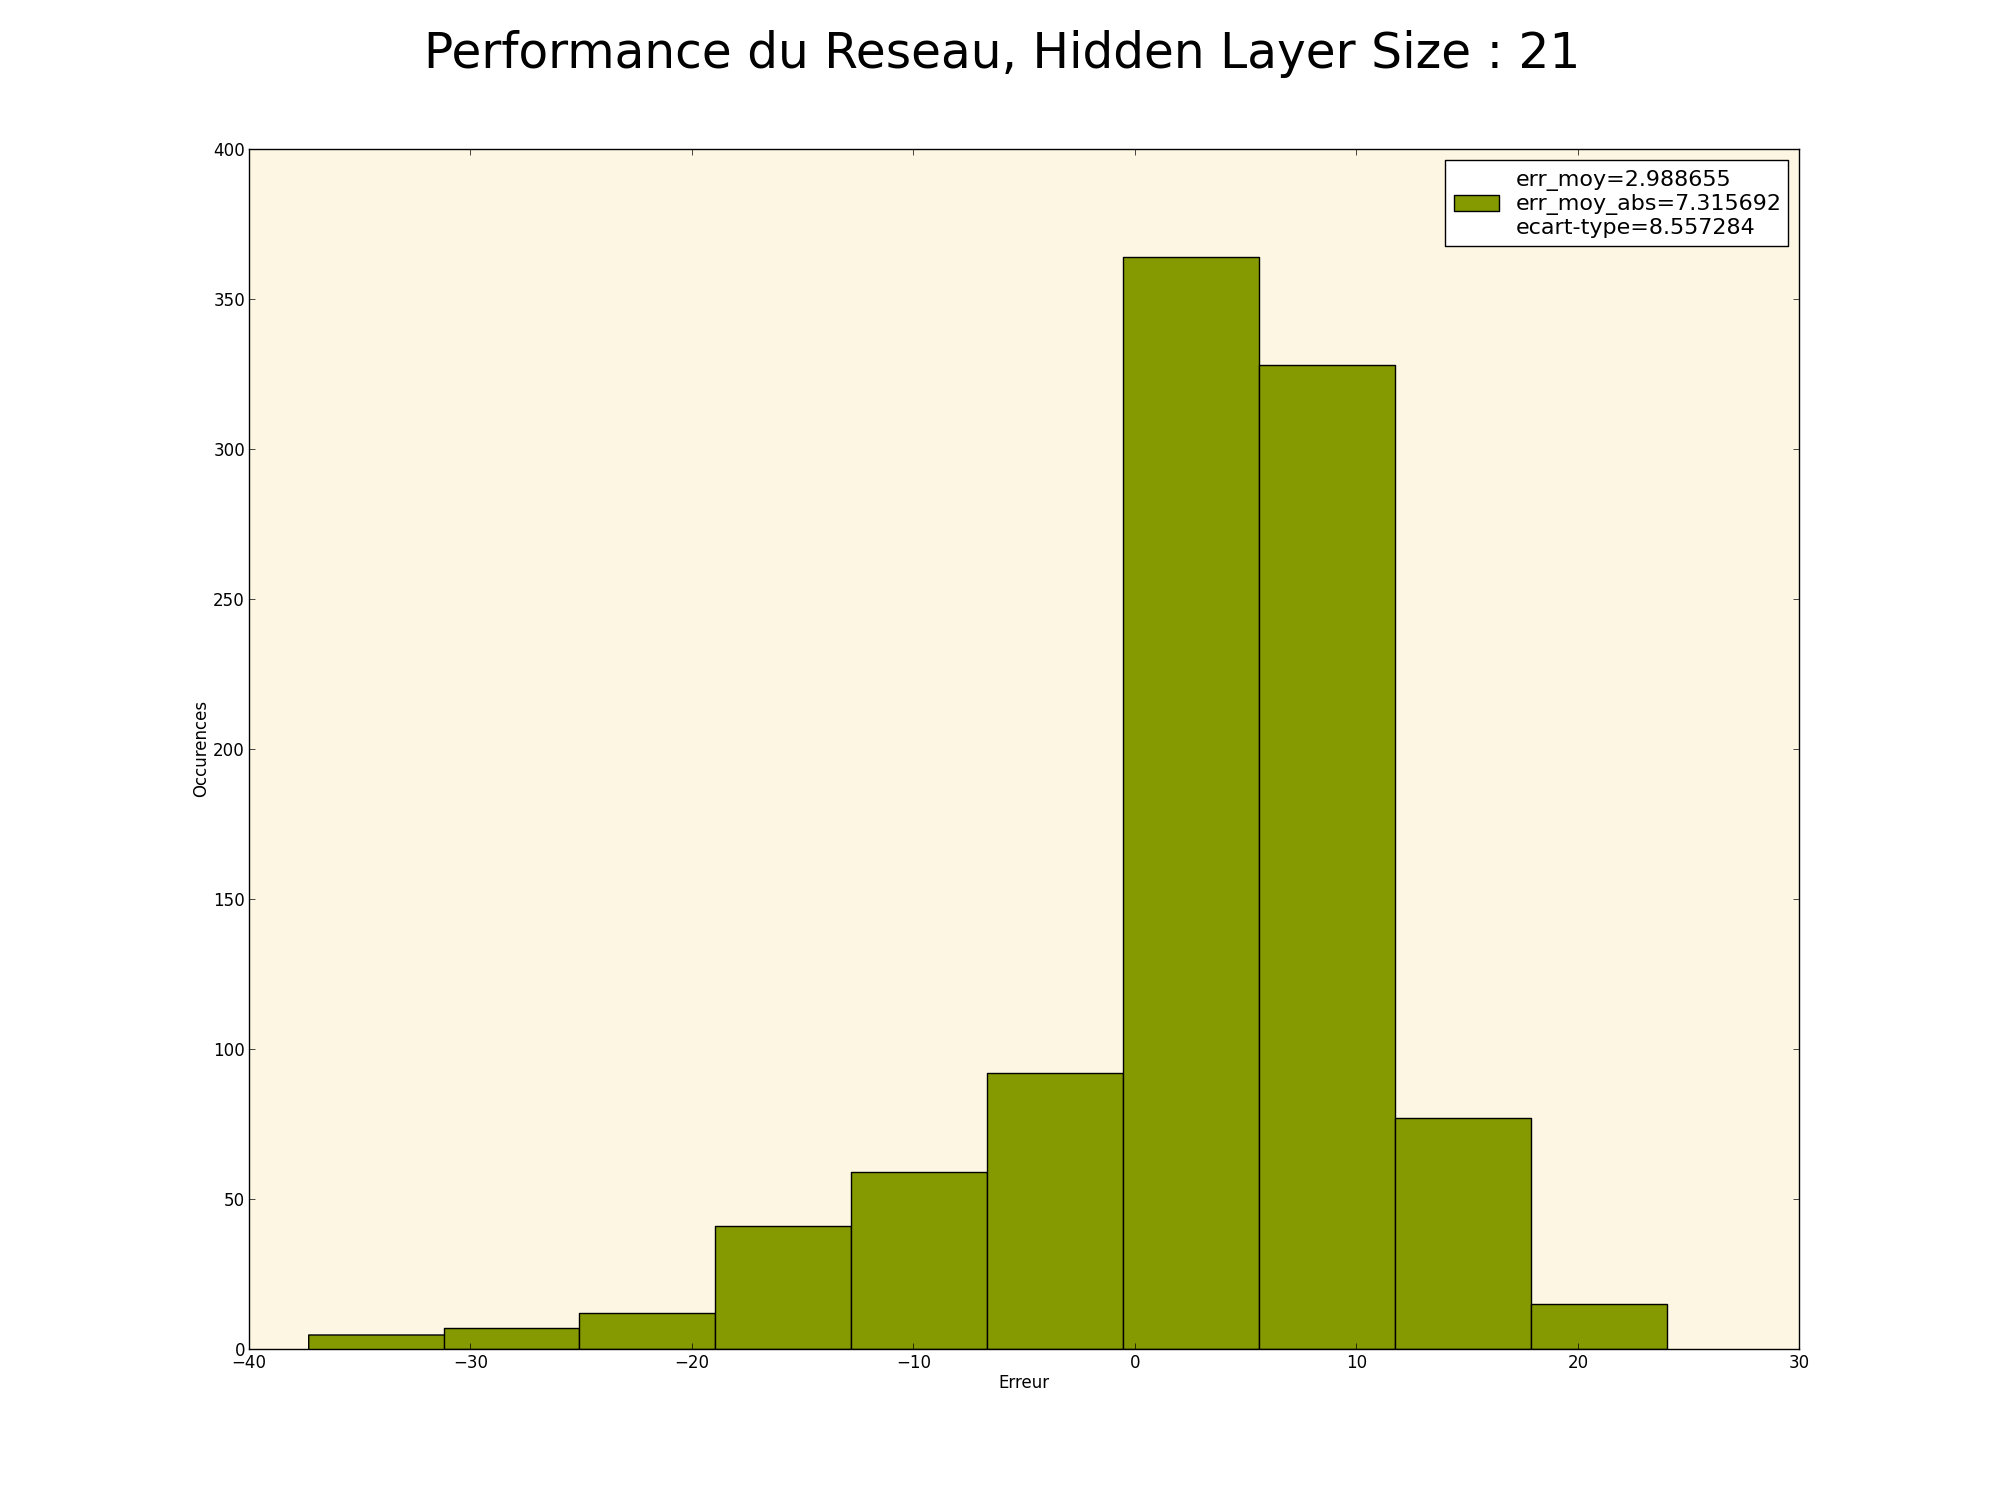 Performance du Reseau, Hidden Layer Size : 21
err_moy=2.988655
err_moy_abs=7.315692
ecart-type=8.557284
400
350
300
250
200
150
100
50
0
Occurences
−40 −30 −20 −10 0 10 20 30
Erreur